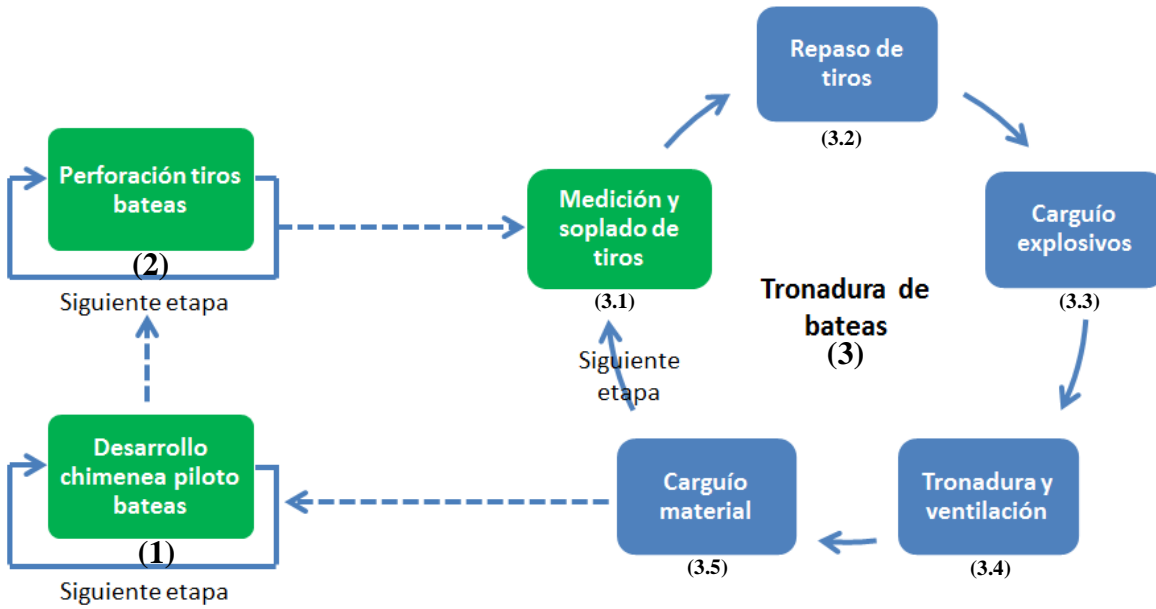 Perforación tiros
bateas
(2)
Siguiente etapa
Desarrollo
chimenea piloto
bateas
(1)
Siguiente etapa
Medición y
soplado de
tiros
(3.1)
Repaso de
tiros
(3.2)
Carguío
explosivos
(3.3)
Tronadura y
ventilación
(3.4)
Carguío
material
(3.5)
Siguiente
etapa
Tronadura de
bateas
(3)